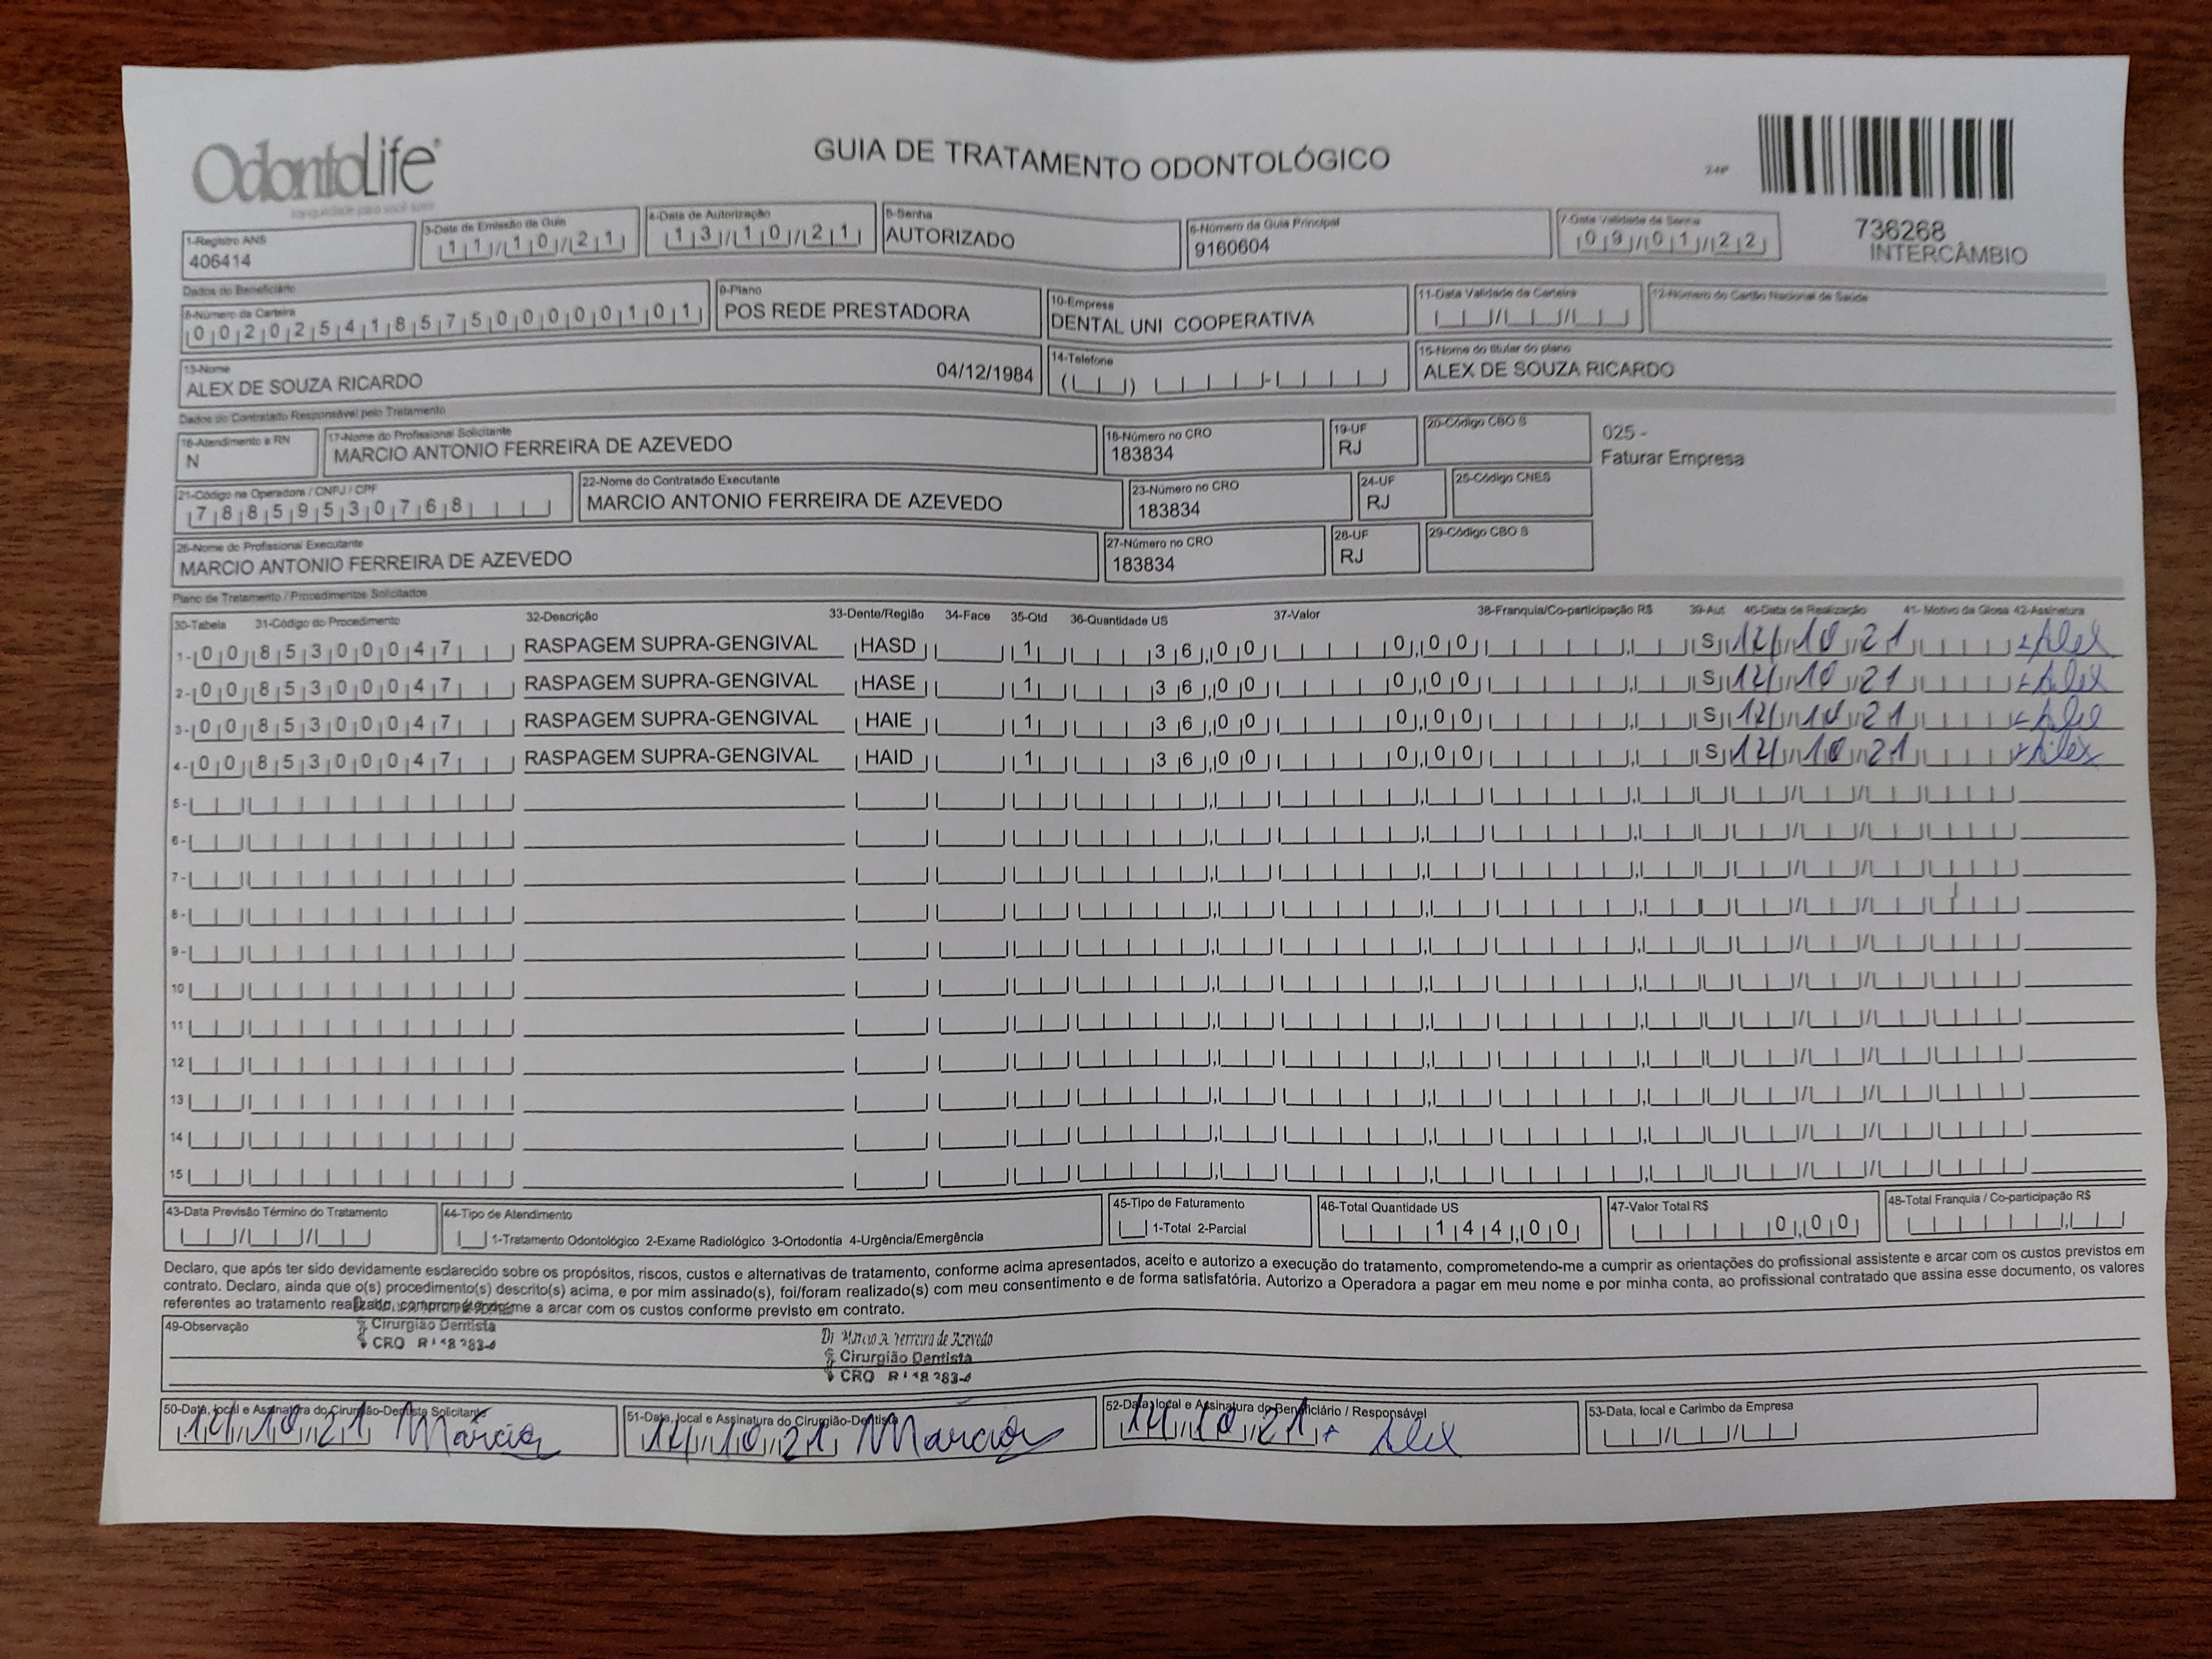 OdontoLife
tranquilidade para você sorrir
GUIA DE TRATAMENTO ODONTOLÓGICO
24P
736268
INTERCÂMBIO
1-Registro ANS
406414
3-Data de Emissão da Guia
11/10/21
4-Data de Autorização
13/10/21
5-Senha
AUTORIZADO
6-Número da Guia Principal
9160604
7-Data Validade da Senha
09/01/22
Dados do Beneficiário
8-Número da Carteira
00202541857500000101
9-Plano
POS REDE PRESTADORA
10-Empresa
DENTAL UNI COOPERATIVA
11-Data Validade da Carteira
12-Número do Cartão Nacional de Saúde
13-Nome
ALEX DE SOUZA RICARDO 04/12/1984
14-Telefone
15-Nome do titular do plano
ALEX DE SOUZA RICARDO
Dados do Contratado Responsável pelo Tratamento
16-Atendimento a RN
N
17-Nome do Profissional Solicitante
MARCIO ANTONIO FERREIRA DE AZEVEDO
18-Número no CRO
183834
19-UF
RJ
20-Código CBO S
025 -
Faturar Empresa
21-Código na Operadora / CNPJ / CPF
78859530768
22-Nome do Contratado Executante
MARCIO ANTONIO FERREIRA DE AZEVEDO
23-Número no CRO
183834
24-UF
RJ
25-Código CNES
26-Nome do Profissional Executante
MARCIO ANTONIO FERREIRA DE AZEVEDO
27-Número no CRO
183834
28-UF
RJ
29-Código CBO S
Plano de Tratamento / Procedimentos Solicitados
30-Tabela 31-Código do Procedimento 32-Descrição 33-Dente/Região 34-Face 35-Qtd 36-Quantidade US 37-Valor 38-Franquia/Co-participação R$ 39-Aut 40-Data de Realização 41- Motivo da Glosa 42-Assinatura
1- 00 85300047 RASPAGEM SUPRA-GENGIVAL HASD 1 36,00 0,00 S 12/10/21 Alex
2- 00 85300047 RASPAGEM SUPRA-GENGIVAL HASE 1 36,00 0,00 S 12/10/21 Alex
3- 00 85300047 RASPAGEM SUPRA-GENGIVAL HAIE 1 36,00 0,00 S 12/10/21 Alex
4- 00 85300047 RASPAGEM SUPRA-GENGIVAL HAID 1 36,00 0,00 S 12/10/21 Alex
5-
6-
7-
8-
9-
10
11
12
13
14
15
43-Data Previsão Término do Tratamento
44-Tipo de Atendimento
1-Tratamento Odontológico 2-Exame Radiológico 3-Ortodontia 4-Urgência/Emergência
45-Tipo de Faturamento
1-Total 2-Parcial
46-Total Quantidade US
144,00
47-Valor Total R$
0,00
48-Total Franquia / Co-participação R$
Declaro, que após ter sido devidamente esclarecido sobre os propósitos, riscos, custos e alternativas de tratamento, conforme acima apresentados, aceito e autorizo a execução do tratamento, comprometendo-me a cumprir as orientações do profissional assistente e arcar com os custos previstos em
contrato. Declaro, ainda que o(s) procedimento(s) descrito(s) acima, e por mim assinado(s), foi/foram realizado(s) com meu consentimento e de forma satisfatória. Autorizo a Operadora a pagar em meu nome e por minha conta, ao profissional contratado que assina esse documento, os valores
referentes ao tratamento realizado, comprometendo-me a arcar com os custos conforme previsto em contrato.
49-Observação
Cirurgião Dentista
CRO
Dr Marcio A. Ferreira de Azevedo
Cirurgião Dentista
CRO
50-Data, local e Assinatura do Cirurgião-Dentista Solicitante
14/10/21 Marcio
51-Data, local e Assinatura do Cirurgião-Dentista
14/10/21 Marcio
52-Data, local e Assinatura do Beneficiário / Responsável
14/10/21 Alex
53-Data, local e Carimbo da Empresa